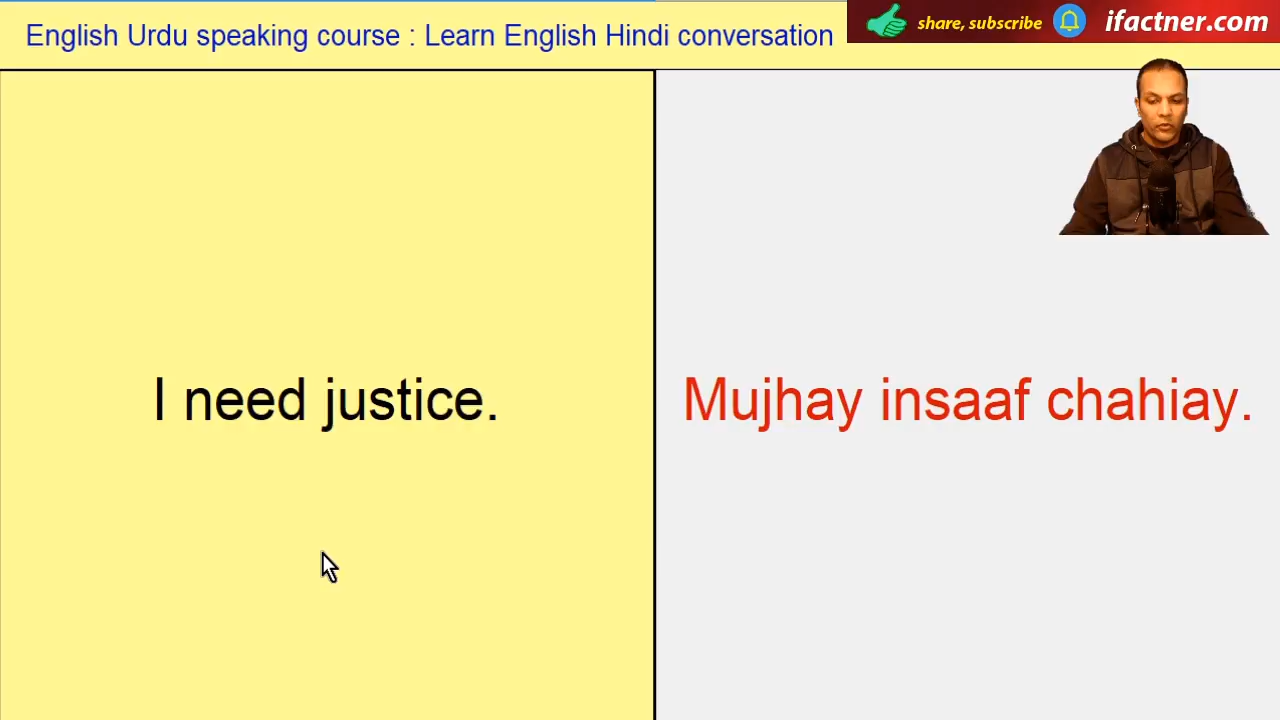 English Urdu speaking course : Learn English Hindi conversation
share, subscribe
ifactner.com
I need justice.
Mujhay insaaf chahiay.